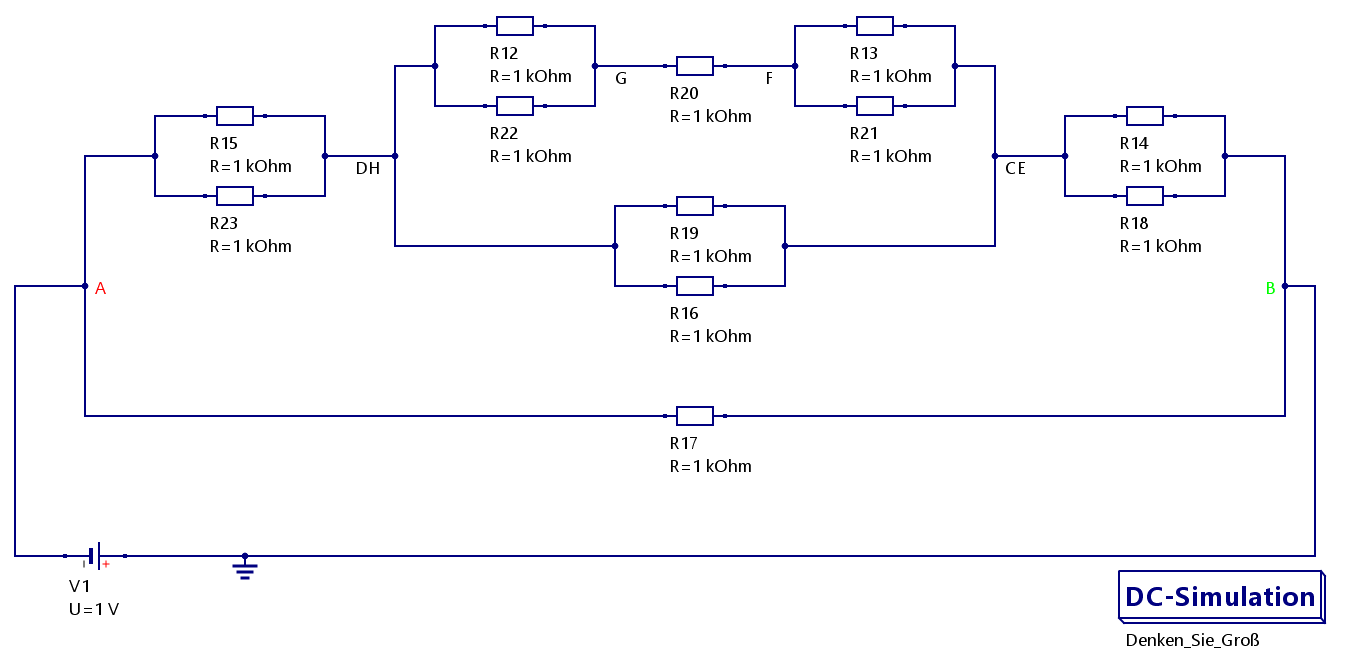 R12
R=1 kOhm
R22
R=1 kOhm
G
R20
R=1 kOhm
F
R13
R=1 kOhm
R21
R=1 kOhm
R15
R=1 kOhm
R23
R=1 kOhm
DH
CE
R14
R=1 kOhm
R18
R=1 kOhm
R19
R=1 kOhm
R16
R=1 kOhm
A
B
R17
R=1 kOhm
V1
U=1 V
DC-Simulation
Denken_Sie_Groß